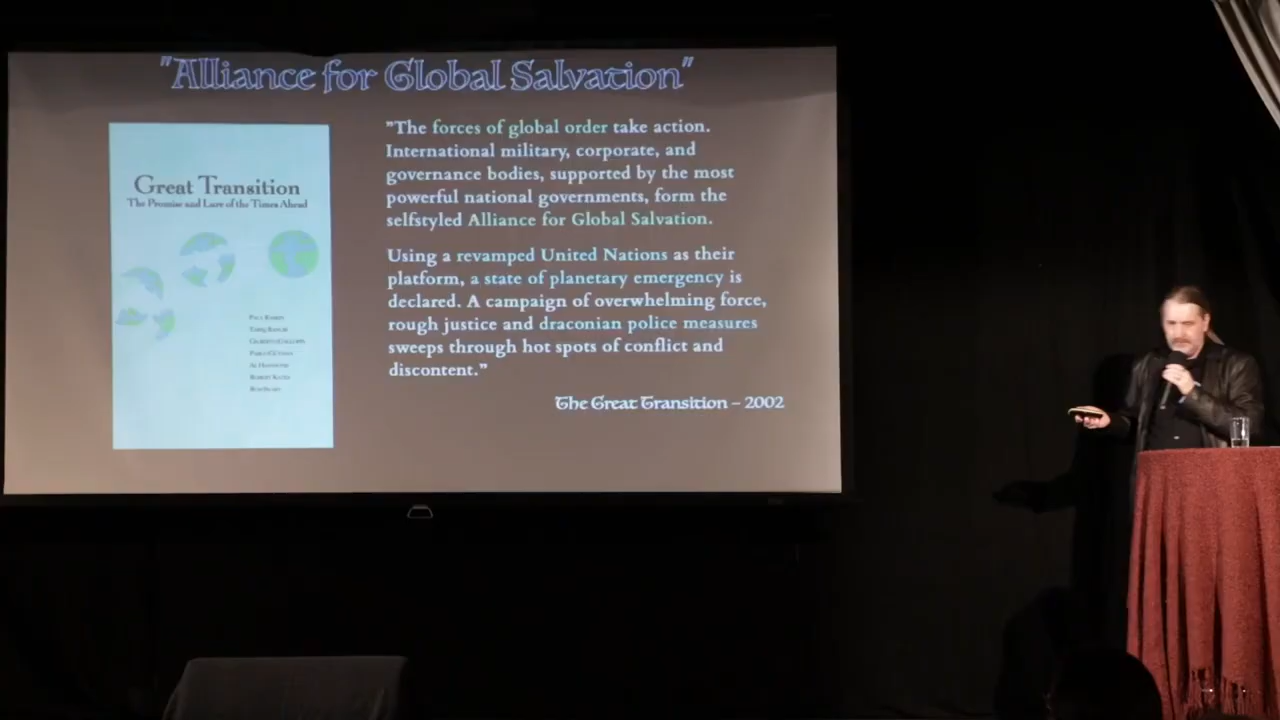 "Alliance for Global Salvation"
Great Transition
The Promise and Lure of the Times Ahead
"The forces of global order take action.
International military, corporate, and
governance bodies, supported by the most
powerful national governments, form the
selfstyled Alliance for Global Salvation.
Using a revamped United Nations as their
platform, a state of planetary emergency is
declared. A campaign of overwhelming force,
rough justice and draconian police measures
sweeps through hot spots of conflict and
discontent."
The Great Transition – 2002